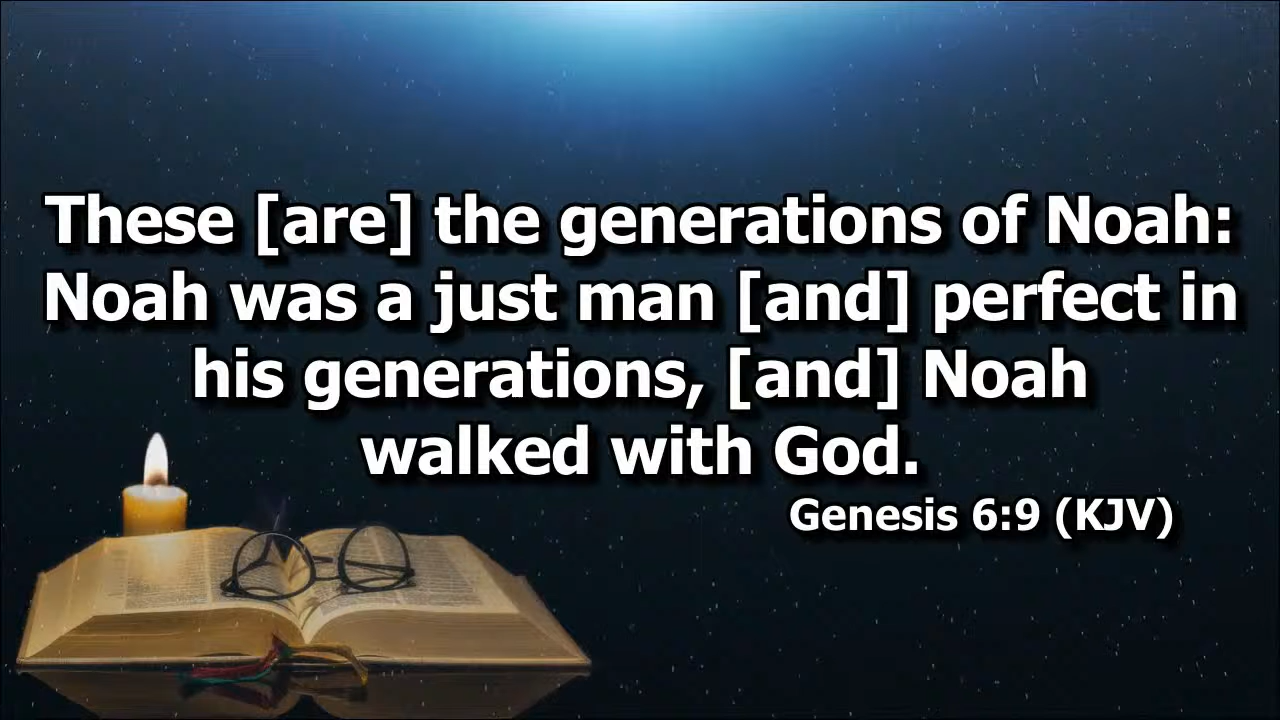 These [are] the generations of Noah:
Noah was a just man [and] perfect in
his generations, [and] Noah
walked with God.
Genesis 6:9 (KJV)